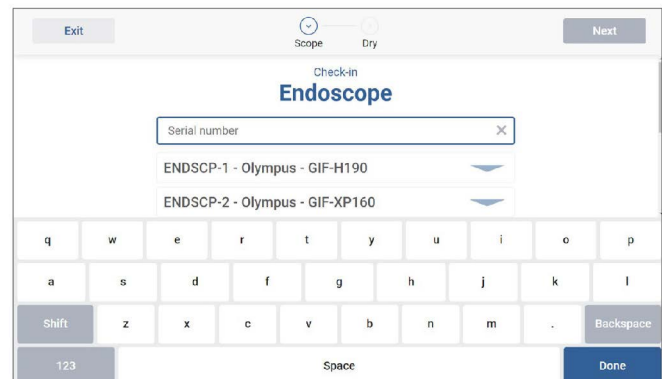 Exit Next
Scope Dry
Check-in
Endoscope
Serial number
ENDSCP-1 - Olympus - GIF-H190
ENDSCP-2 - Olympus - GIF-XP160
q w e r t y u i o p
a s d f g h j k l
Shift z x c v b n m . Backspace
123 Space Done